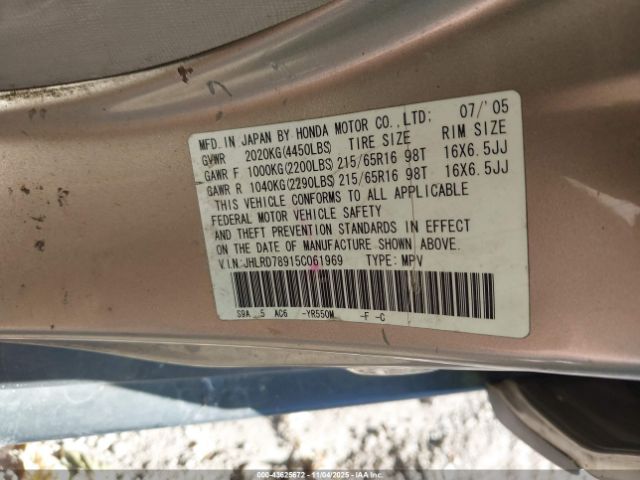 MFD. IN JAPAN BY HONDA MOTOR CO., LTD; 07/'05
GVWR 2020KG(4450LBS) TIRE SIZE RIM SIZE
GAWR F. 1000KG(2200LBS) 215/65R16 98T 16X6.5JJ
GAWR R 1040KG(2290LBS) 215/65R16 98T 16X6.5JJ
THIS VEHICLE CONFORMS TO ALL APPLICABLE
FEDERAL MOTOR VEHICLE SAFETY
AND THEFT PREVENTION STANDARDS IN EFFECT
ON THE DATE OF MANUFACTURE SHOWN ABOVE.
V.I.N:JHLRD78915C061969 TYPE: MPV
S9A 5 AC6 -YR550M -F -C
000-43625672 - 11/04/2025 - IAA Inc.